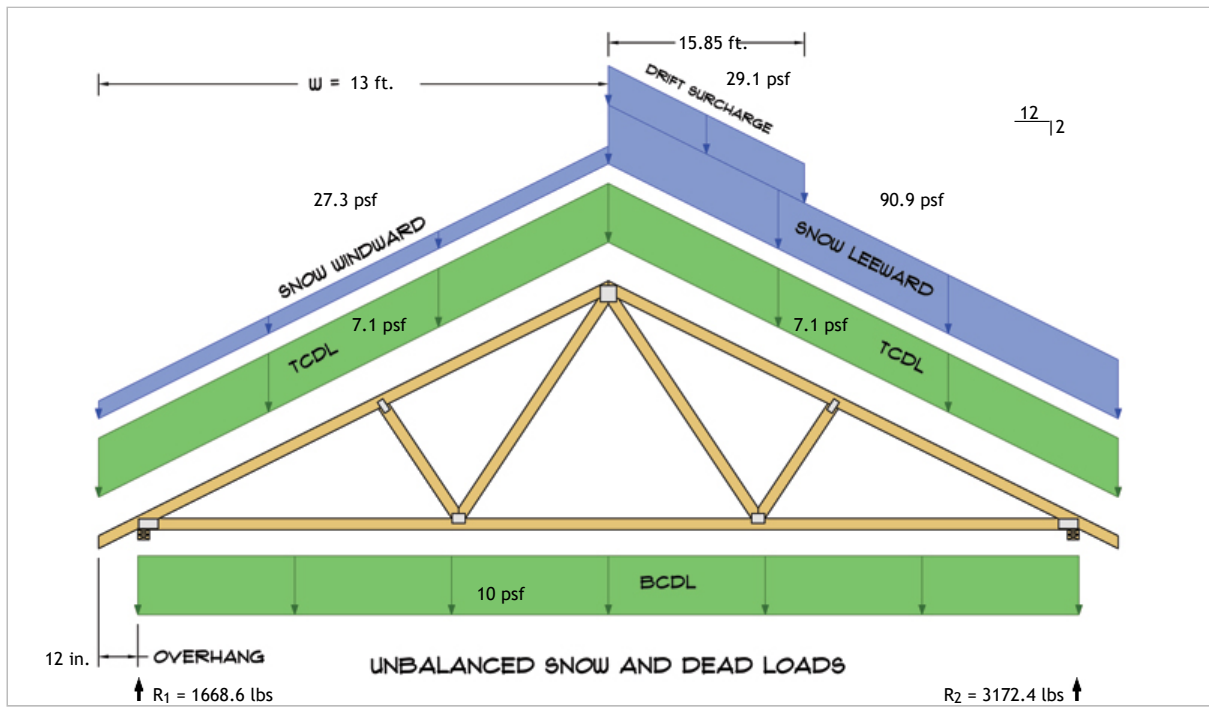 15.85 ft.
W = 13 ft.
DRIFT SURCHARGE
29.1 psf
12
2
27.3 psf
90.9 psf
SNOW WINDWARD
SNOW LEEWARD
7.1 psf
7.1 psf
TCDL
TCDL
BCDL
10 psf
12 in.
OVERHANG
UNBALANCED SNOW AND DEAD LOADS
R1 = 1668.6 lbs
R2 = 3172.4 lbs